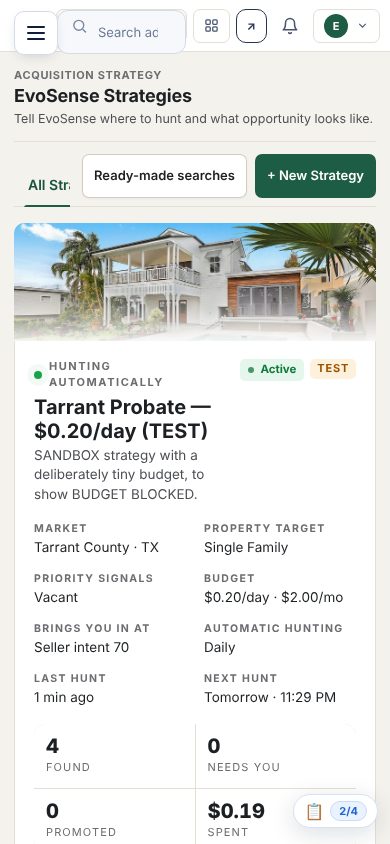 Search ad
E
ACQUISITION STRATEGY
EvoSense Strategies
Tell EvoSense where to hunt and what opportunity looks like.
All Stra
Ready-made searches
+ New Strategy
HUNTING
AUTOMATICALLY
Active
TEST
Tarrant Probate —
$0.20/day (TEST)
SANDBOX strategy with a
deliberately tiny budget, to
show BUDGET BLOCKED.
MARKET
PROPERTY TARGET
Tarrant County · TX
Single Family
PRIORITY SIGNALS
BUDGET
Vacant
$0.20/day · $2.00/mo
BRINGS YOU IN AT
AUTOMATIC HUNTING
Seller intent 70
Daily
LAST HUNT
NEXT HUNT
1 min ago
Tomorrow · 11:29 PM
4
0
FOUND
NEEDS YOU
0
$0.19
PROMOTED
SPENT
2/4